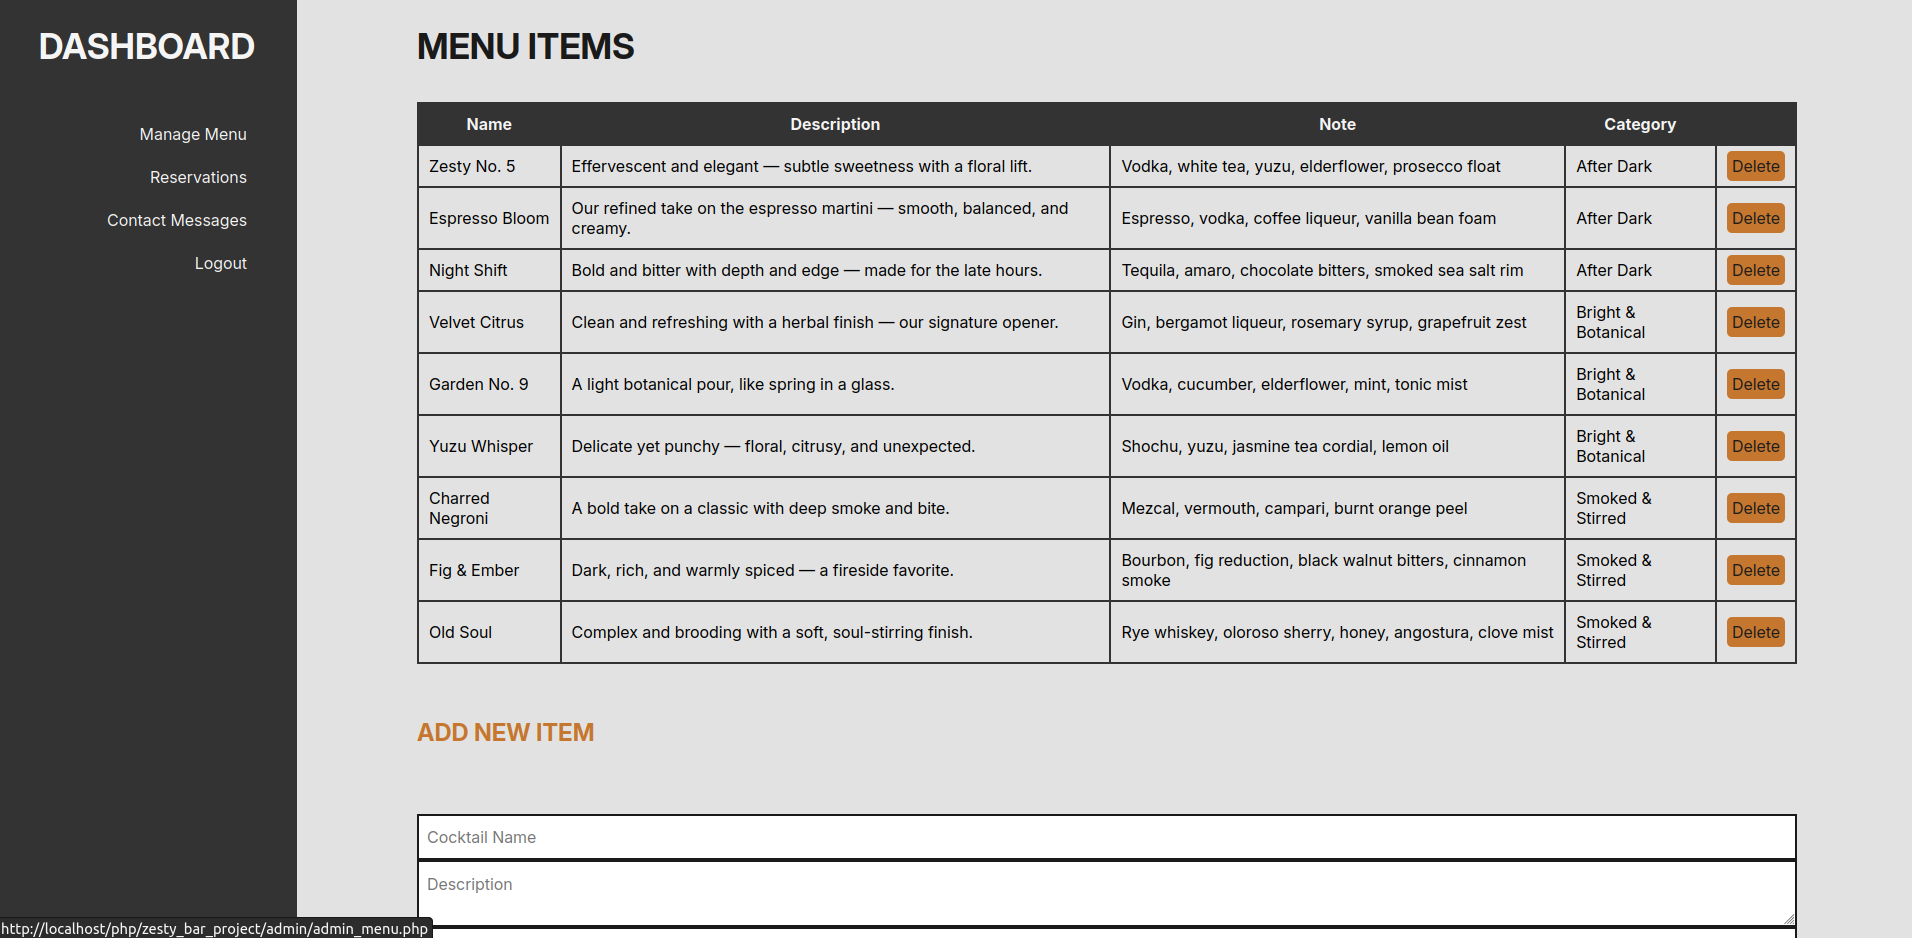 DASHBOARD
Manage Menu
Reservations
Contact Messages
Logout
MENU ITEMS
Name Description Note Category
Zesty No. 5 Effervescent and elegant — subtle sweetness with a floral lift. Vodka, white tea, yuzu, elderflower, prosecco float After Dark Delete
Espresso Bloom Our refined take on the espresso martini — smooth, balanced, and
creamy. Espresso, vodka, coffee liqueur, vanilla bean foam After Dark Delete
Night Shift Bold and bitter with depth and edge — made for the late hours. Tequila, amaro, chocolate bitters, smoked sea salt rim After Dark Delete
Velvet Citrus Clean and refreshing with a herbal finish — our signature opener. Gin, bergamot liqueur, rosemary syrup, grapefruit zest Bright &
Botanical Delete
Garden No. 9 A light botanical pour, like spring in a glass. Vodka, cucumber, elderflower, mint, tonic mist Bright &
Botanical Delete
Yuzu Whisper Delicate yet punchy — floral, citrusy, and unexpected. Shochu, yuzu, jasmine tea cordial, lemon oil Bright &
Botanical Delete
Charred
Negroni A bold take on a classic with deep smoke and bite. Mezcal, vermouth, campari, burnt orange peel Smoked &
Stirred Delete
Fig & Ember Dark, rich, and warmly spiced — a fireside favorite. Bourbon, fig reduction, black walnut bitters, cinnamon
smoke Smoked &
Stirred Delete
Old Soul Complex and brooding with a soft, soul-stirring finish. Rye whiskey, oloroso sherry, honey, angostura, clove mist Smoked &
Stirred Delete
ADD NEW ITEM
Cocktail Name
Description
http://localhost/php/zesty_bar_project/admin/admin_menu.php